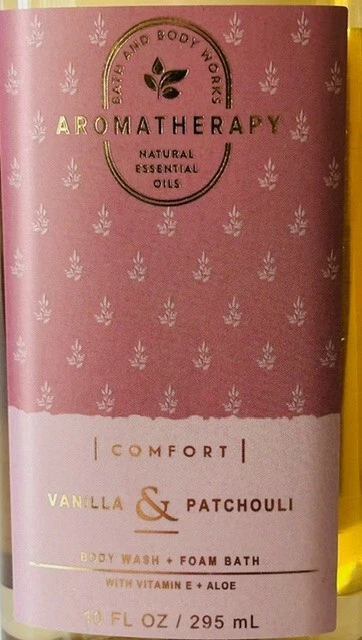 BATH AND BODY WORKS
AROMATHERAPY
NATURAL
ESSENTIAL
OILS
| COMFORT |
VANILLA & PATCHOULI
BODY WASH + FOAM BATH
WITH VITAMIN E + ALOE
10 FL OZ / 295 mL